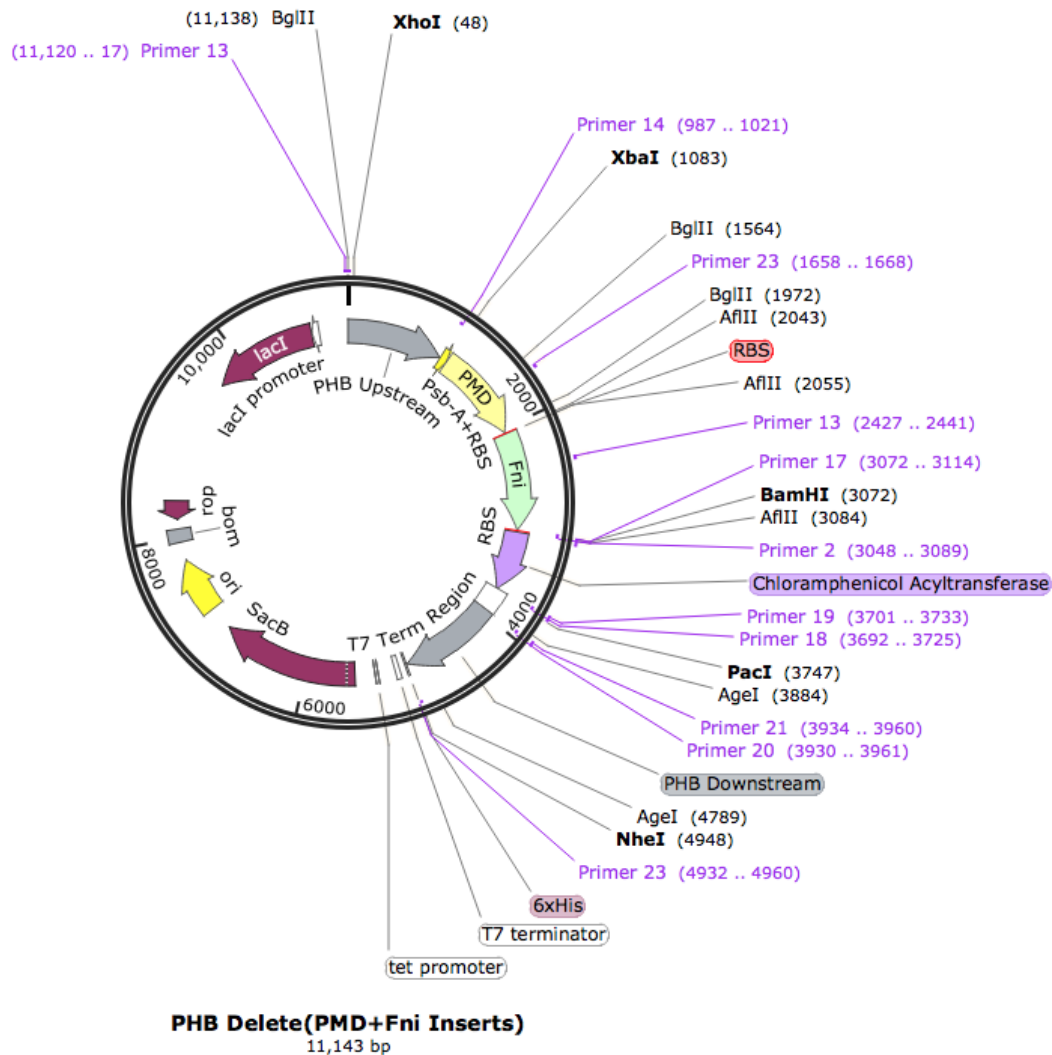 (11,138) BglII
XhoI (48)
(11,120 .. 17) Primer 13
Primer 14 (987 .. 1021)
XbaI (1083)
BglII (1564)
Primer 23 (1658 .. 1668)
BglII (1972)
AflII (2043)
RBS
AflII (2055)
Primer 13 (2427 .. 2441)
Primer 17 (3072 .. 3114)
BamHI (3072)
AflII (3084)
Primer 2 (3048 .. 3089)
Chloramphenicol Acyltransferase
Primer 19 (3701 .. 3733)
Primer 18 (3692 .. 3725)
PacI (3747)
AgeI (3884)
Primer 21 (3934 .. 3960)
Primer 20 (3930 .. 3961)
PHB Downstream
AgeI (4789)
NheI (4948)
Primer 23 (4932 .. 4960)
6xHis
T7 terminator
tet promoter
2000
4000
6000
8000
10,000
lacI
lacI promoter
PHB Upstream
Psb-A+RBS
PMD
Fni
RBS
T7 Term Region
SacB
ori
bom
rop
PHB Delete(PMD+Fni Inserts)
11,143 bp